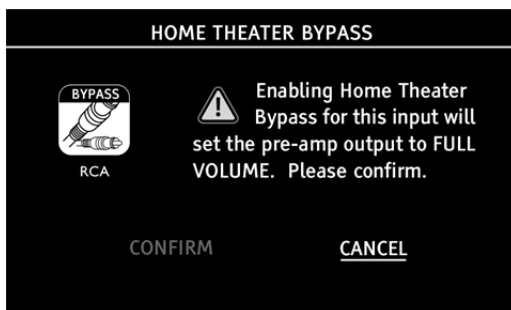 HOME THEATER BYPASS
BYPASS
RCA
Enabling Home Theater
Bypass for this input will
set the pre-amp output to FULL
VOLUME. Please confirm.
CONFIRM
CANCEL